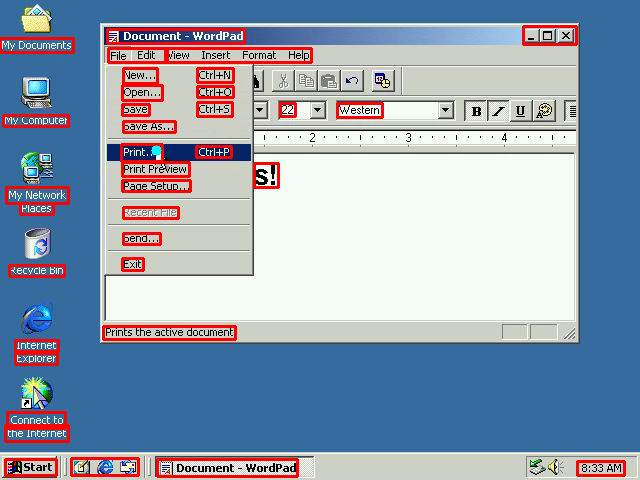 My Documents
My Computer
My Network
Places
Recycle Bin
Internet
Explorer
Connect to
the Internet
Document - WordPad
File Edit View Insert Format Help
New... Ctrl+N
Open... Ctrl+O
Save Ctrl+S
Save As...
Print... Ctrl+P
Print Preview
Page Setup...
Recent File
Send...
Exit
22 Western
B I U
2 3 4
s!
Prints the active document
Start Document - WordPad 8:33 AM